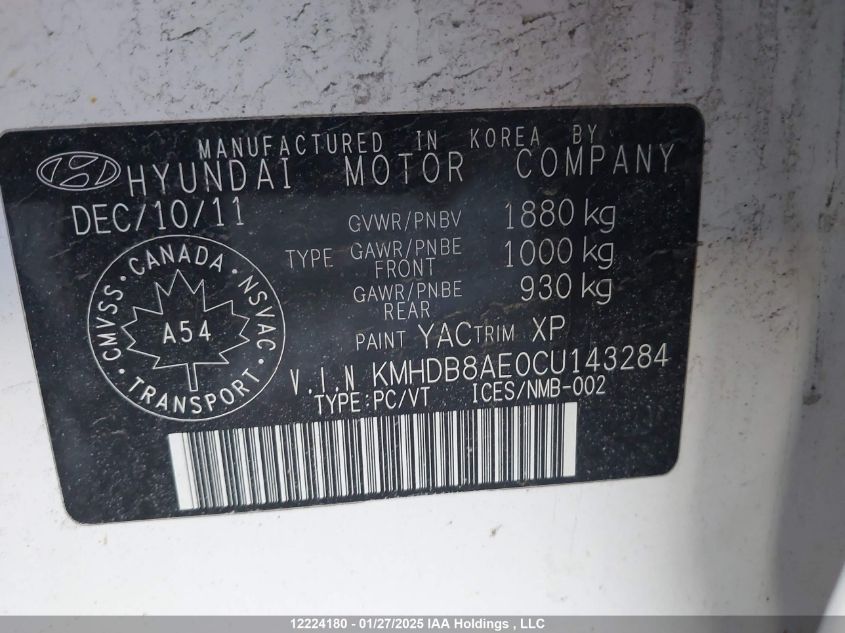 MANUFACTURED IN KOREA BY
HYUNDAI MOTOR COMPANY
DEC/10/11
GVWR/PNBV 1880 kg
TYPE GAWR/PNBE FRONT 1000 kg
GAWR/PNBE REAR 930 kg
PAINT YAC TRIM XP
CMVSS · CANADA · NSVAC · TRANSPORT ·
A54
V.I.N KMHDB8AE0CU143284
TYPE:PC/VT ICES/NMB-002
12224180 - 01/27/2025 IAA Holdings , LLC